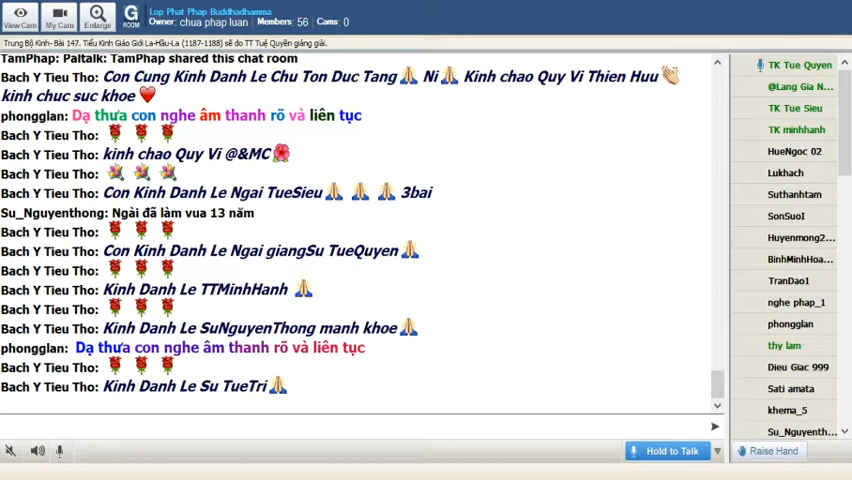 View Cam
My Cam
Enlarge
G
ROOM
Lop Phat Phap Buddhadhamma
Owner: chua phap luan Members: 56 Cams: 0
Trung Bộ Kinh- Bài 147. Tiểu Kinh Giáo Giới La-Hầu-La (1187-1188) sẽ do TT Tuệ Quyền giảng giải.
TamPhap: Paltalk: TamPhap shared this chat room
Bach Y Tieu Tho: Con Cung Kinh Danh Le Chu Ton Duc Tang🙏 Ni🙏 Kinh chao Quy Vi Thien Huu👏
kinh chuc suc khoe❤️
phongglan: Dạ thưa con nghe âm thanh rõ và liên tục
Bach Y Tieu Tho: 🌹 🌹 🌹
Bach Y Tieu Tho: kinh chao Quy Vi @&MC🌺
Bach Y Tieu Tho: 💐 💐 💐
Bach Y Tieu Tho: Con Kinh Danh Le Ngai TueSieu🙏 🙏 🙏 3bai
Su_Nguyenthong: Ngài đã làm vua 13 năm
Bach Y Tieu Tho: 🌹 🌹 🌹
Bach Y Tieu Tho: Con Kinh Danh Le Ngai giangSu TueQuyen🙏
Bach Y Tieu Tho: 🌹 🌹 🌹
Bach Y Tieu Tho: Kinh Danh Le TTMinhHanh 🙏
Bach Y Tieu Tho: 🌹 🌹 🌹
Bach Y Tieu Tho: Kinh Danh Le SuNguyenThong manh khoe🙏
phongglan: Dạ thưa con nghe âm thanh rõ và liên tục
Bach Y Tieu Tho: 🌹 🌹 🌹
Bach Y Tieu Tho: Kinh Danh Le Su TueTri🙏
Hold to Talk
TK Tue Quyen
@Lang Gia N...
TK Tue Sieu
TK minhhanh
HueNgoc 02
Lukhach
Suthanhtam
SonSuoI
Huyenmong2...
BinhMinhHoa...
TranDao1
nghe phap_1
phongglan
thy lam
Dieu Giac 999
Sati amata
khema_5
Su_Nguyenth...
Raise Hand